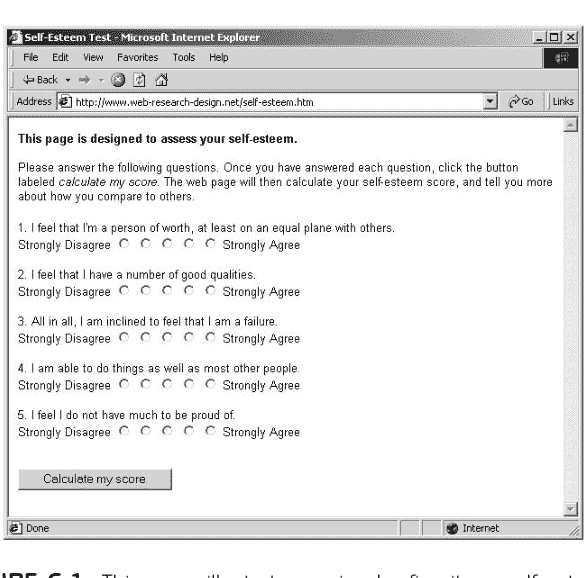 Self-Esteem Test - Microsoft Internet Explorer
File Edit View Favorites Tools Help
Back
Address http://www.web-research-design.net/self-esteem.htm Go Links
This page is designed to assess your self-esteem.
Please answer the following questions. Once you have answered each question, click the button
labeled calculate my score. The web page will then calculate your self-esteem score, and tell you more
about how you compare to others.
1. I feel that I'm a person of worth, at least on an equal plane with others.
Strongly Disagree Strongly Agree
2. I feel that I have a number of good qualities.
Strongly Disagree Strongly Agree
3. All in all, I am inclined to feel that I am a failure.
Strongly Disagree Strongly Agree
4. I am able to do things as well as most other people.
Strongly Disagree Strongly Agree
5. I feel I do not have much to be proud of.
Strongly Disagree Strongly Agree
Calculate my score
Done Internet